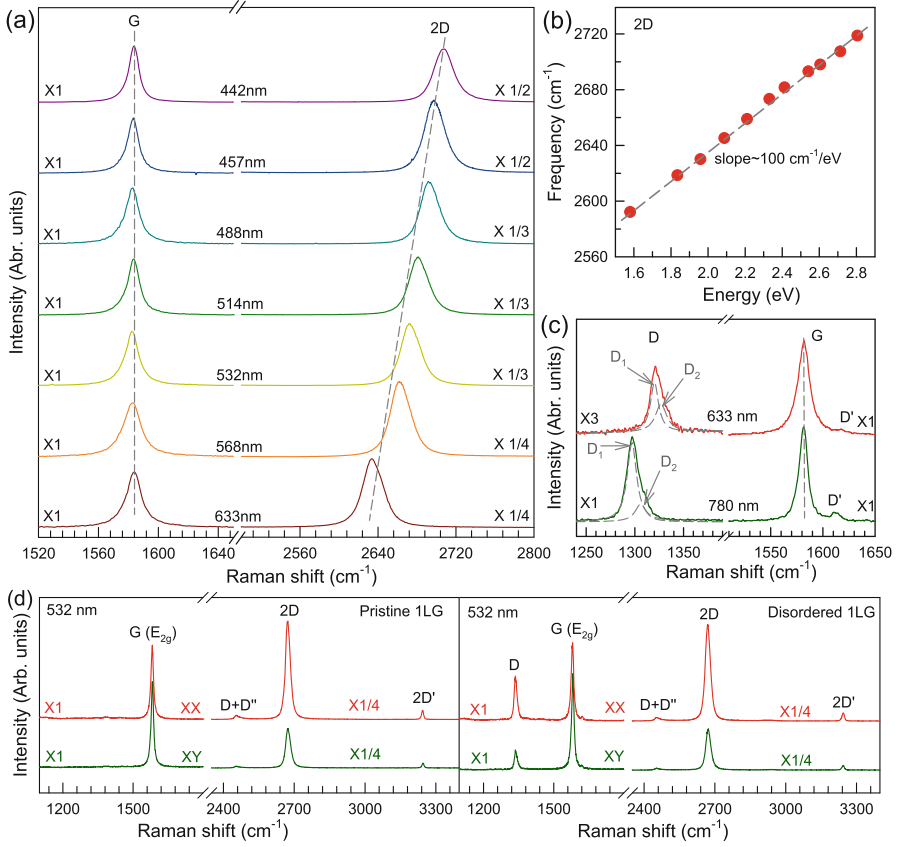 (a)
G
2D
X1
442nm
X 1/2
X1
457nm
X 1/2
X1
488nm
X 1/3
X1
514nm
X 1/3
X1
532nm
X 1/3
X1
568nm
X 1/4
X1
633nm
X 1/4
1520 1560 1600 1640 2560 2640 2720 2800
Raman shift (cm⁻¹)
Intensity (Abr. units)
(b)
2D
2720
2680
2640
2600
2560
slope~100 cm⁻¹/eV
1.6 1.8 2.0 2.2 2.4 2.6 2.8
Energy (eV)
Frequency (cm⁻¹)
(c)
D
G
D₁
D₂
X3
633 nm
D'
X1
D₁
D₂
X1
780 nm
D'
X1
1250 1300 1350 1550 1600 1650
Raman shift (cm⁻¹)
Intensity (Abr. units)
(d)
532 nm
Pristine 1LG
G (E₂g)
2D
X1
XX
D+D''
X1/4
2D'
X1
XY
X1/4
1200 1500 2400 2700 3000 3300
Raman shift (cm⁻¹)
Intensity (Arb. units)
532 nm
Disordered 1LG
G (E₂g)
2D
D
X1
XX
D+D''
X1/4
2D'
X1
XY
X1/4
1200 1500 2400 2700 3000 3300
Raman shift (cm⁻¹)